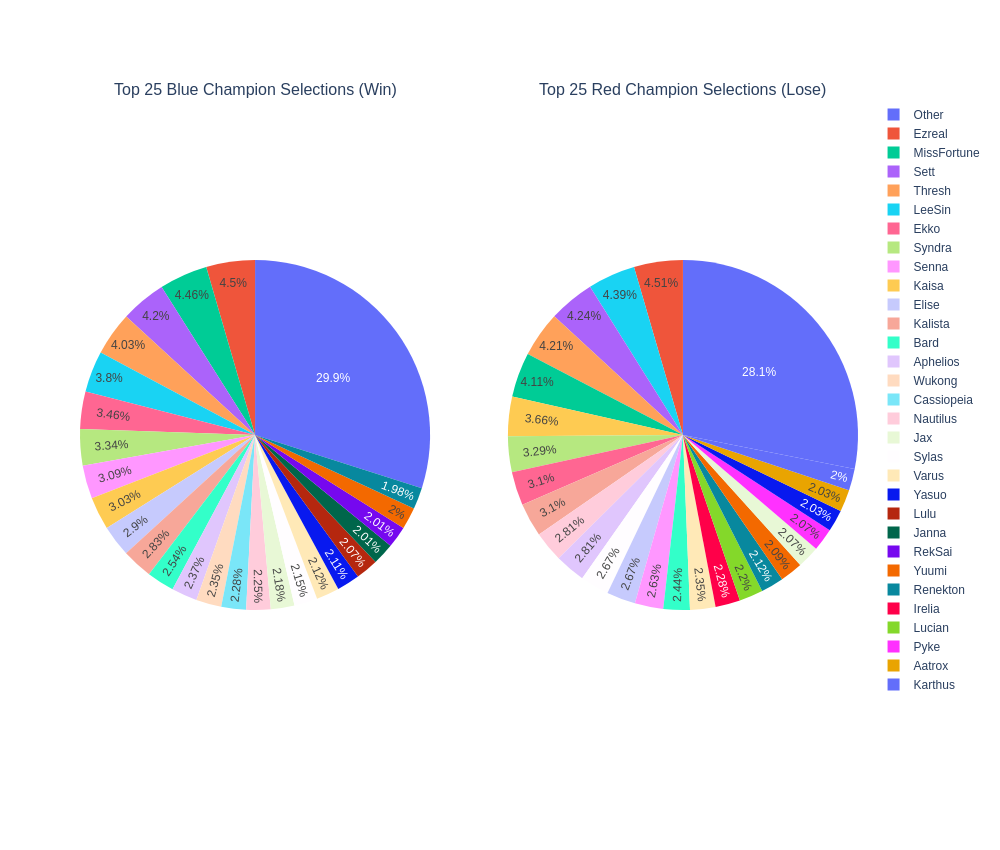 Top 25 Blue Champion Selections (Win)
Top 25 Red Champion Selections (Lose)
29.9%
4.5%
4.46%
4.2%
4.03%
3.8%
3.46%
3.34%
3.09%
3.03%
2.9%
2.83%
2.54%
2.37%
2.35%
2.28%
2.25%
2.18%
2.15%
2.12%
2.11%
2.07%
2.01%
2.01%
2%
1.98%
28.1%
4.51%
4.39%
4.24%
4.21%
4.11%
3.66%
3.29%
3.1%
3.1%
2.81%
2.81%
2.67%
2.67%
2.63%
2.44%
2.35%
2.28%
2.2%
2.12%
2.09%
2.07%
2.07%
2.03%
2.03%
2%
Other
Ezreal
MissFortune
Sett
Thresh
LeeSin
Ekko
Syndra
Senna
Kaisa
Elise
Kalista
Bard
Aphelios
Wukong
Cassiopeia
Nautilus
Jax
Sylas
Varus
Yasuo
Lulu
Janna
RekSai
Yuumi
Renekton
Irelia
Lucian
Pyke
Aatrox
Karthus